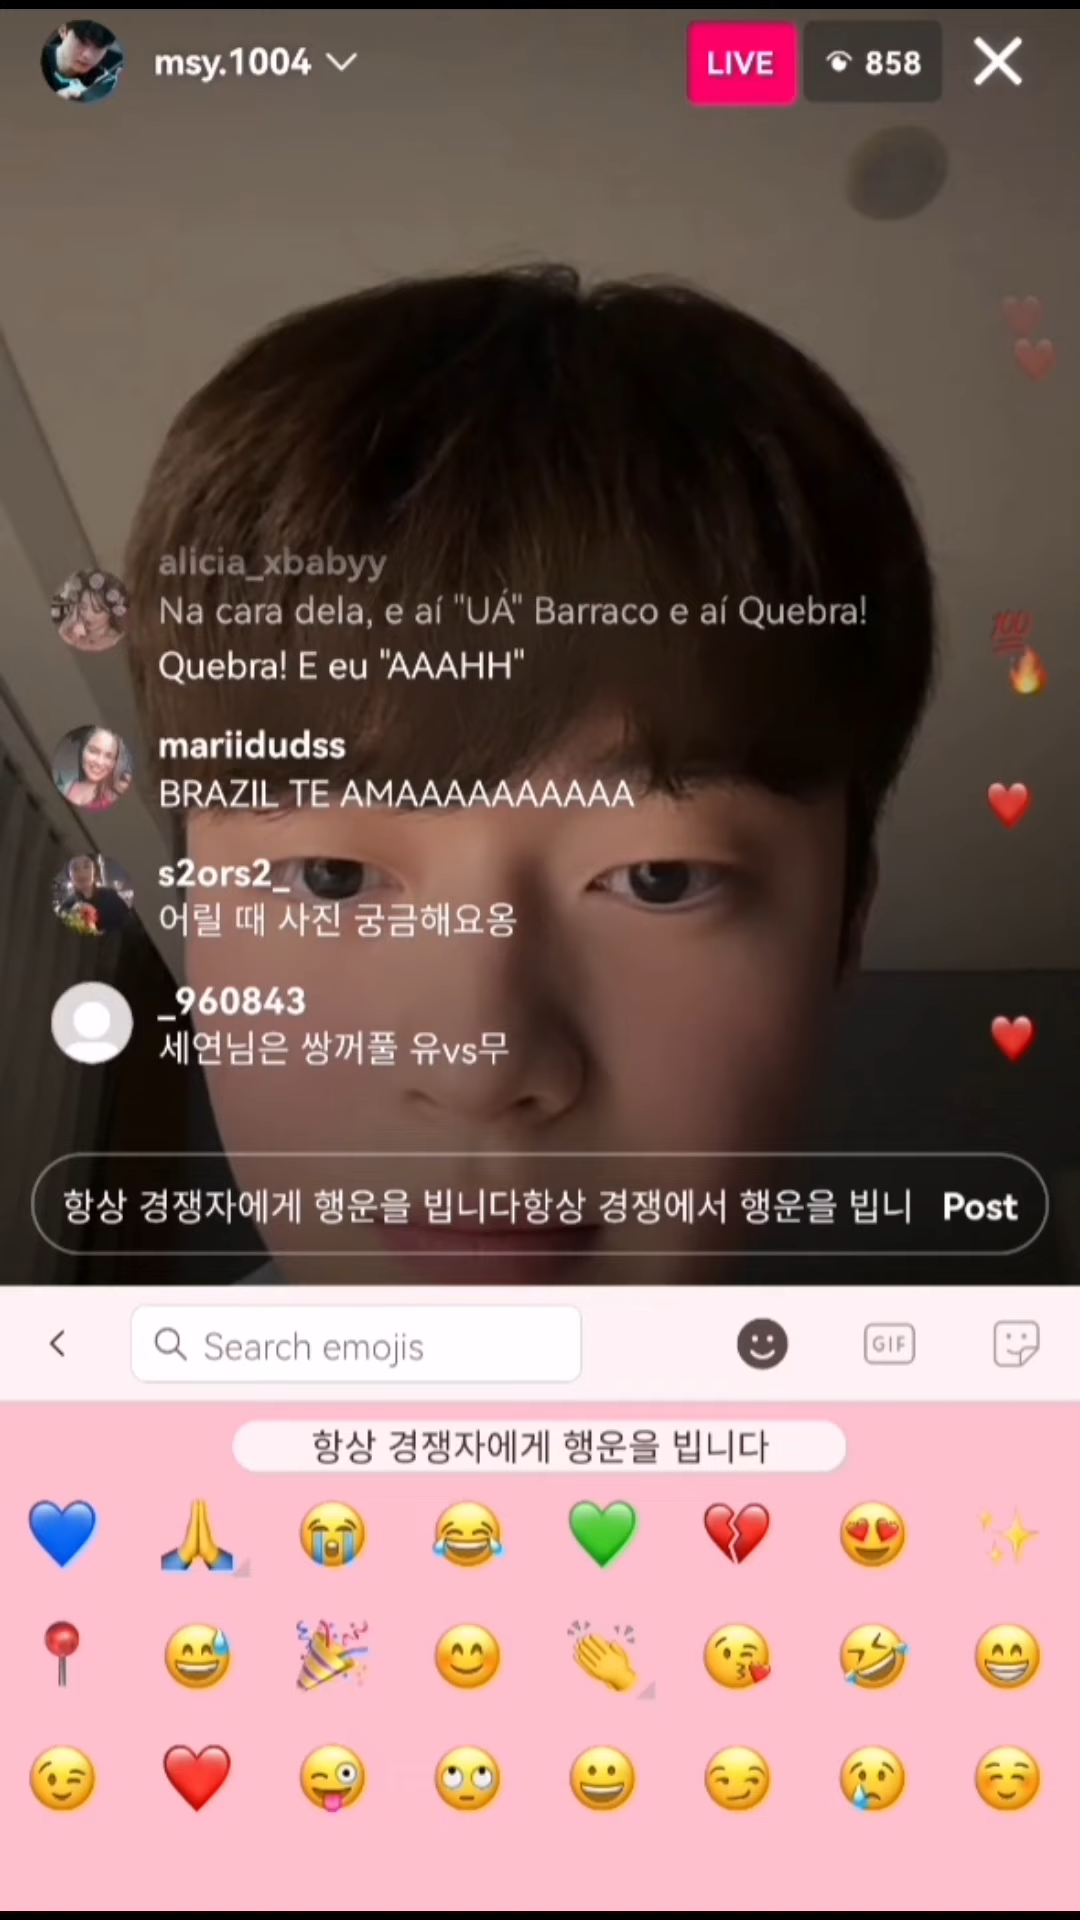 msy.1004
LIVE
858
alicia_xbabyy
Na cara dela, e aí "UÁ" Barraco e aí Quebra!
Quebra! E eu "AAAHH"
mariidudss
BRAZIL TE AMAAAAAAAAAA
s2ors2_
어릴 때 사진 궁금해요옹
_960843
세연님은 쌍꺼풀 유vs무
항상 경쟁자에게 행운을 빕니다항상 경쟁에서 행운을 빕니
Post
Search emojis
GIF
항상 경쟁자에게 행운을 빕니다
100